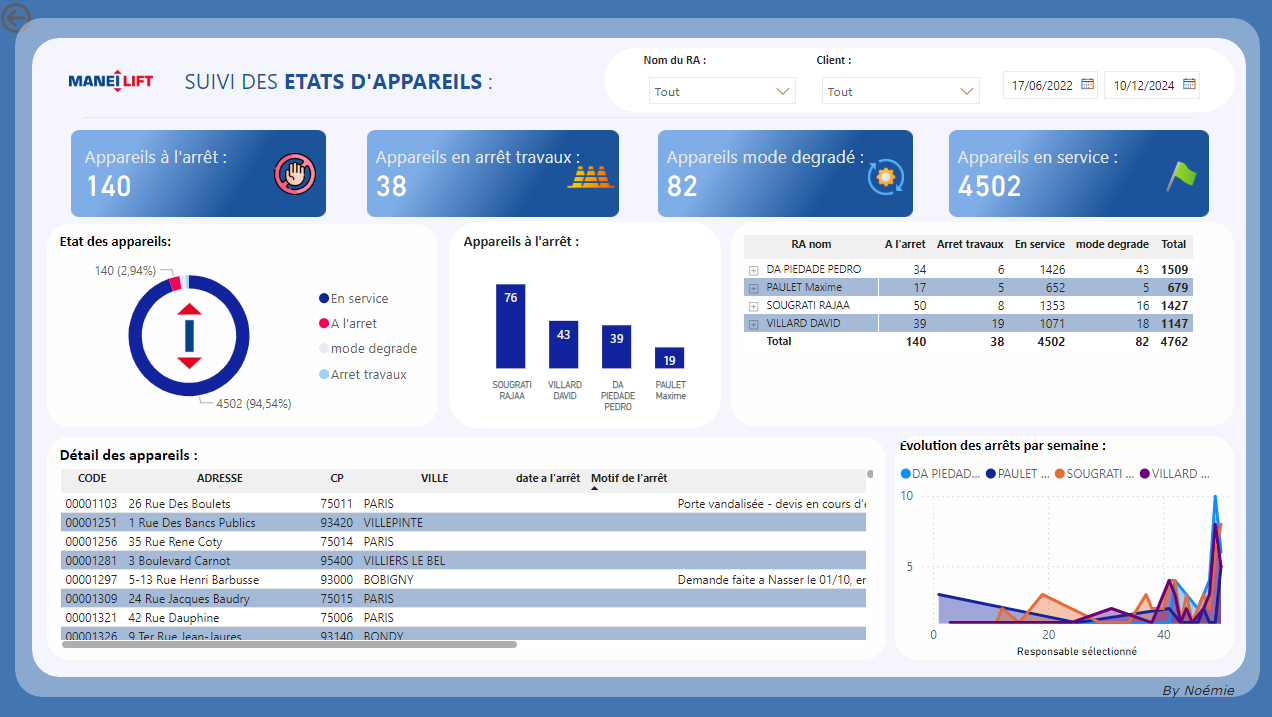 MANEI LIFT
SUIVI DES ETATS D'APPAREILS :
Nom du RA :
Tout
Client :
Tout
17/06/2022
10/12/2024
Appareils à l'arrêt :
140
Appareils en arrêt travaux :
38
Appareils mode degradé :
82
Appareils en service :
4502
Etat des appareils:
140 (2,94%)
4502 (94,54%)
En service
A l'arret
mode degrade
Arret travaux
Appareils à l'arrêt :
76
43
39
19
SOUGRATI RAJAA
VILLARD DAVID
DA PIEDADE PEDRO
PAULET Maxime
RA nom A l'arret Arret travaux En service mode degrade Total
DA PIEDADE PEDRO 34 6 1426 43 1509
PAULET Maxime 17 5 652 5 679
SOUGRATI RAJAA 50 8 1353 16 1427
VILLARD DAVID 39 19 1071 18 1147
Total 140 38 4502 82 4762
Détail des appareils :
CODE ADRESSE CP VILLE date a l'arrêt Motif de l'arrêt
00001103 26 Rue Des Boulets 75011 PARIS Porte vandalisée - devis en cours d'e
00001251 1 Rue Des Bancs Publics 93420 VILLEPINTE
00001256 35 Rue Rene Coty 75014 PARIS
00001281 3 Boulevard Carnot 95400 VILLIERS LE BEL
00001297 5-13 Rue Henri Barbusse 93000 BOBIGNY Demande faite a Nasser le 01/10, en
00001309 24 Rue Jacques Baudry 75015 PARIS
00001321 42 Rue Dauphine 75006 PARIS
00001326 9 Ter Rue Jean-Jaures 93140 BONDY
Evolution des arrêts par semaine :
DA PIEDAD... PAULET ... SOUGRATI ... VILLARD ...
10
5
0 20 40
Responsable sélectionné
By Noémie